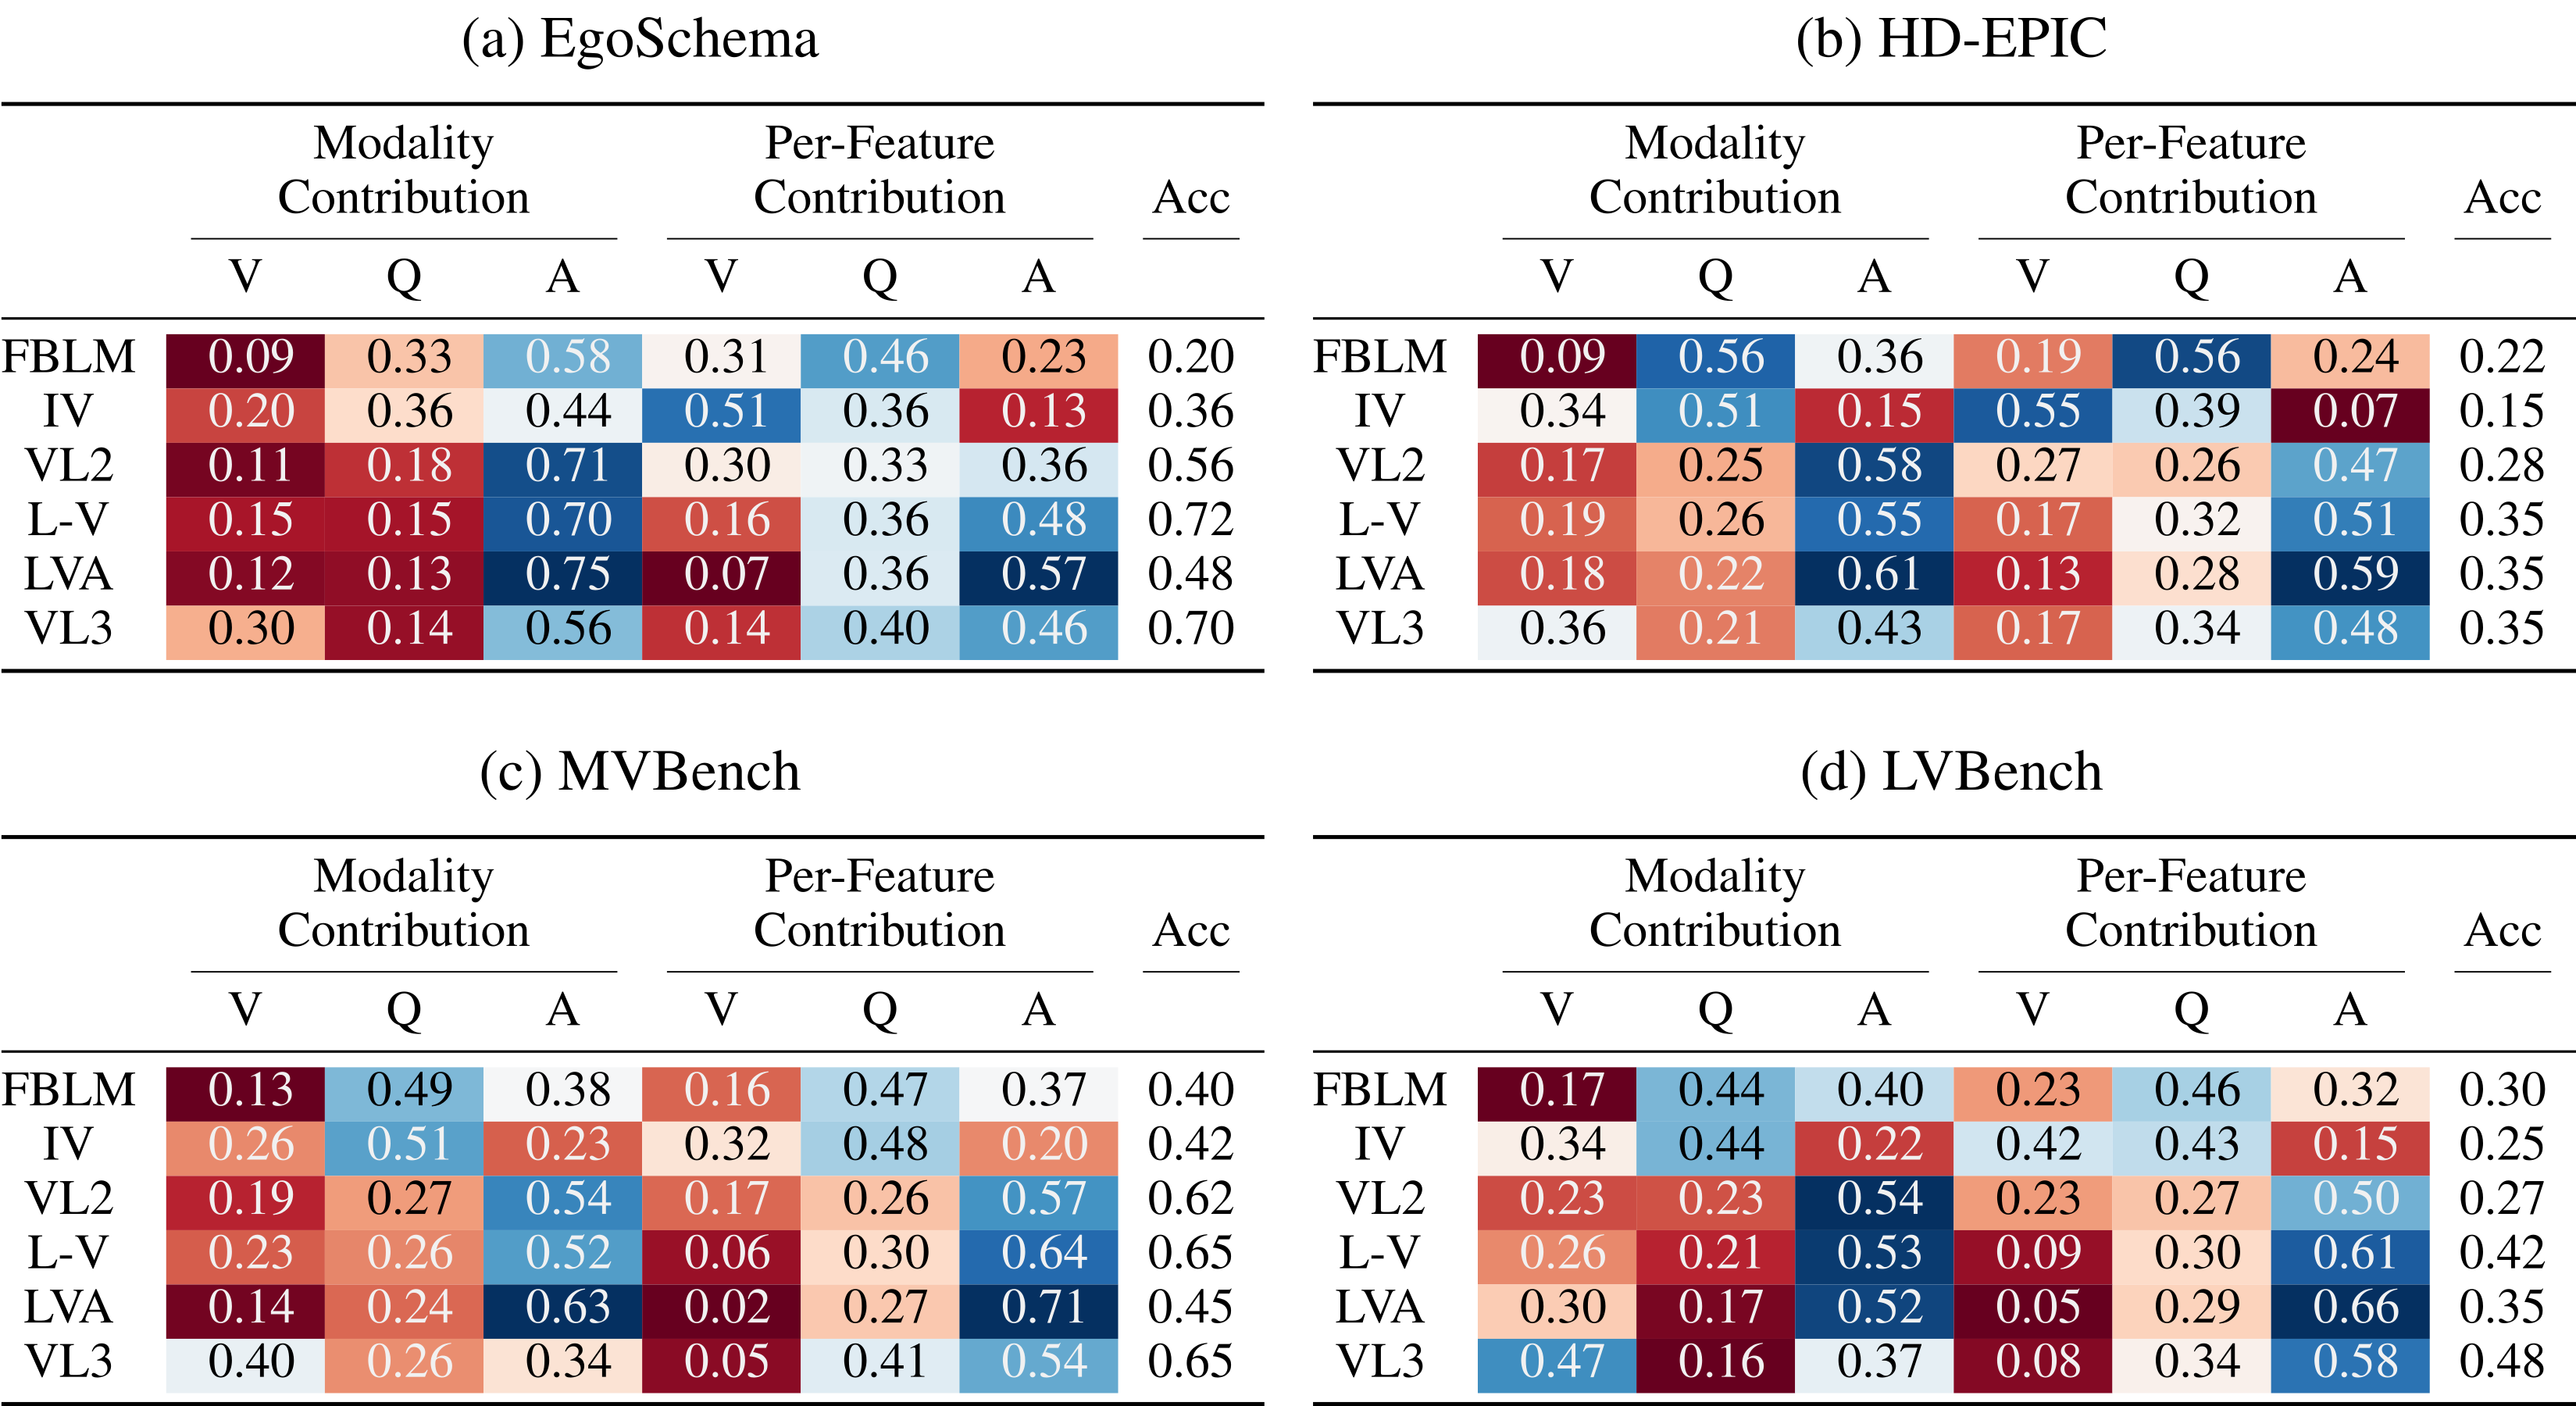 (a) EgoSchema
Modality Per-Feature
Contribution Contribution Acc
V Q A V Q A
FBLM 0.09 0.33 0.58 0.31 0.46 0.23 0.20
IV 0.20 0.36 0.44 0.51 0.36 0.13 0.36
VL2 0.11 0.18 0.71 0.30 0.33 0.36 0.56
L-V 0.15 0.15 0.70 0.16 0.36 0.48 0.72
LVA 0.12 0.13 0.75 0.07 0.36 0.57 0.48
VL3 0.30 0.14 0.56 0.14 0.40 0.46 0.70
(b) HD-EPIC
Modality Per-Feature
Contribution Contribution Acc
V Q A V Q A
FBLM 0.09 0.56 0.36 0.19 0.56 0.24 0.22
IV 0.34 0.51 0.15 0.55 0.39 0.07 0.15
VL2 0.17 0.25 0.58 0.27 0.26 0.47 0.28
L-V 0.19 0.26 0.55 0.17 0.32 0.51 0.35
LVA 0.18 0.22 0.61 0.13 0.28 0.59 0.35
VL3 0.36 0.21 0.43 0.17 0.34 0.48 0.35
(c) MVBench
Modality Per-Feature
Contribution Contribution Acc
V Q A V Q A
FBLM 0.13 0.49 0.38 0.16 0.47 0.37 0.40
IV 0.26 0.51 0.23 0.32 0.48 0.20 0.42
VL2 0.19 0.27 0.54 0.17 0.26 0.57 0.62
L-V 0.23 0.26 0.52 0.06 0.30 0.64 0.65
LVA 0.14 0.24 0.63 0.02 0.27 0.71 0.45
VL3 0.40 0.26 0.34 0.05 0.41 0.54 0.65
(d) LVBench
Modality Per-Feature
Contribution Contribution Acc
V Q A V Q A
FBLM 0.17 0.44 0.40 0.23 0.46 0.32 0.30
IV 0.34 0.44 0.22 0.42 0.43 0.15 0.25
VL2 0.23 0.23 0.54 0.23 0.27 0.50 0.27
L-V 0.26 0.21 0.53 0.09 0.30 0.61 0.42
LVA 0.30 0.17 0.52 0.05 0.29 0.66 0.35
VL3 0.47 0.16 0.37 0.08 0.34 0.58 0.48